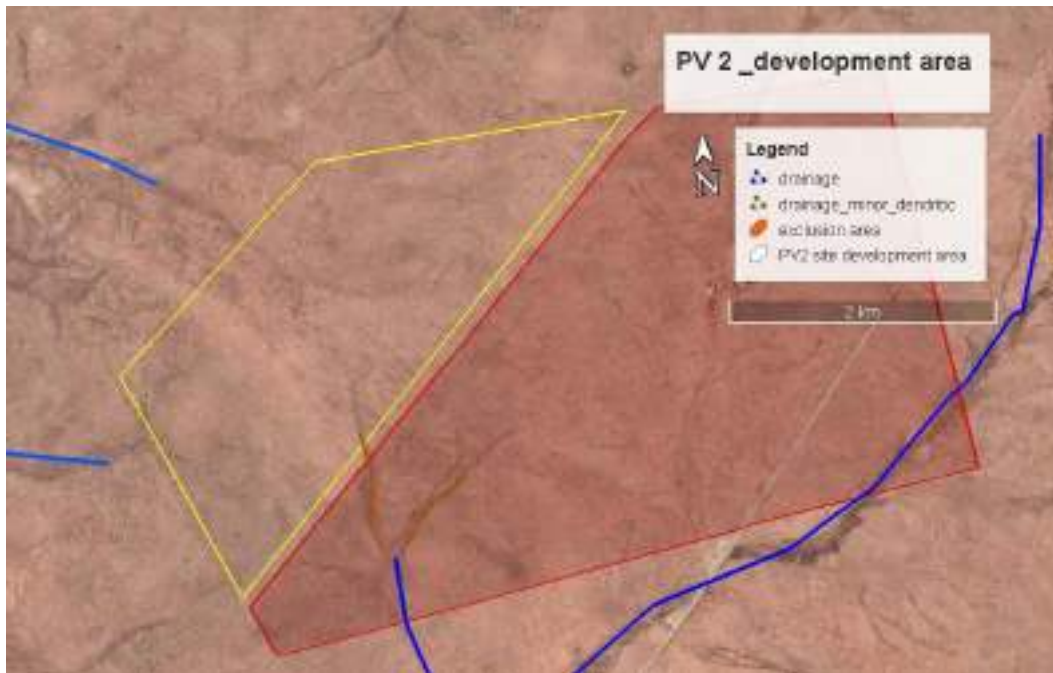 PV 2 _development area
N
Legend
drainage
drainage_minor_dendritic
exclusion area
PV2 site development area
2 km